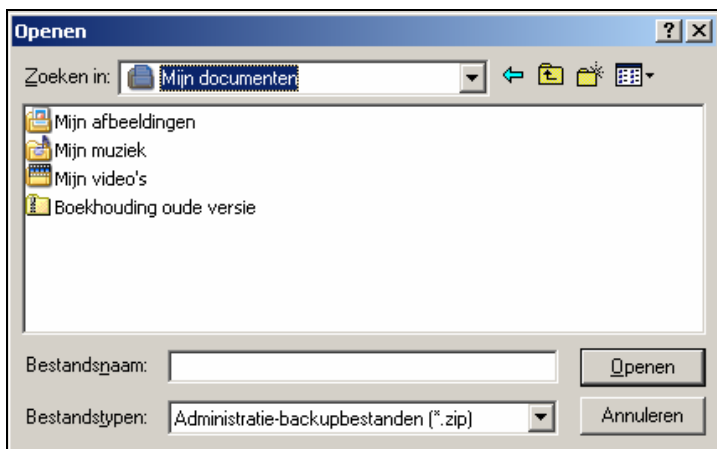 Openen
Zoeken in: Mijn documenten
Mijn afbeeldingen
Mijn muziek
Mijn video's
Boekhouding oude versie
Bestandsnaam: Openen
Bestandstypen: Administratie-backupbestanden (*.zip) Annuleren